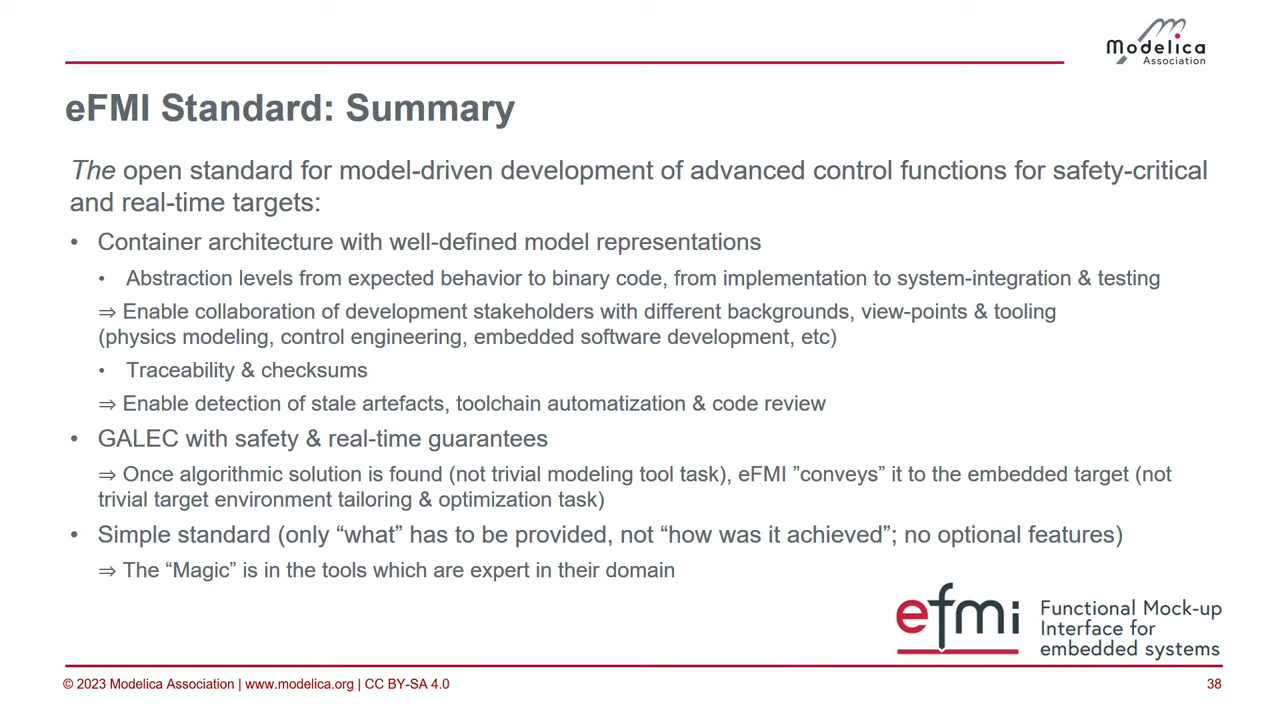 Modelica
Association
eFMI Standard: Summary
The open standard for model-driven development of advanced control functions for safety-critical
and real-time targets:
• Container architecture with well-defined model representations
• Abstraction levels from expected behavior to binary code, from implementation to system-integration & testing
⇒ Enable collaboration of development stakeholders with different backgrounds, view-points & tooling
(physics modeling, control engineering, embedded software development, etc)
• Traceability & checksums
⇒ Enable detection of stale artefacts, toolchain automatization & code review
• GALEC with safety & real-time guarantees
⇒ Once algorithmic solution is found (not trivial modeling tool task), eFMI ”conveys” it to the embedded target (not
trivial target environment tailoring & optimization task)
• Simple standard (only “what” has to be provided, not “how was it achieved”; no optional features)
⇒ The “Magic” is in the tools which are expert in their domain
efmi
Functional Mock-up
Interface for
embedded systems
© 2023 Modelica Association | www.modelica.org | CC BY-SA 4.0
38